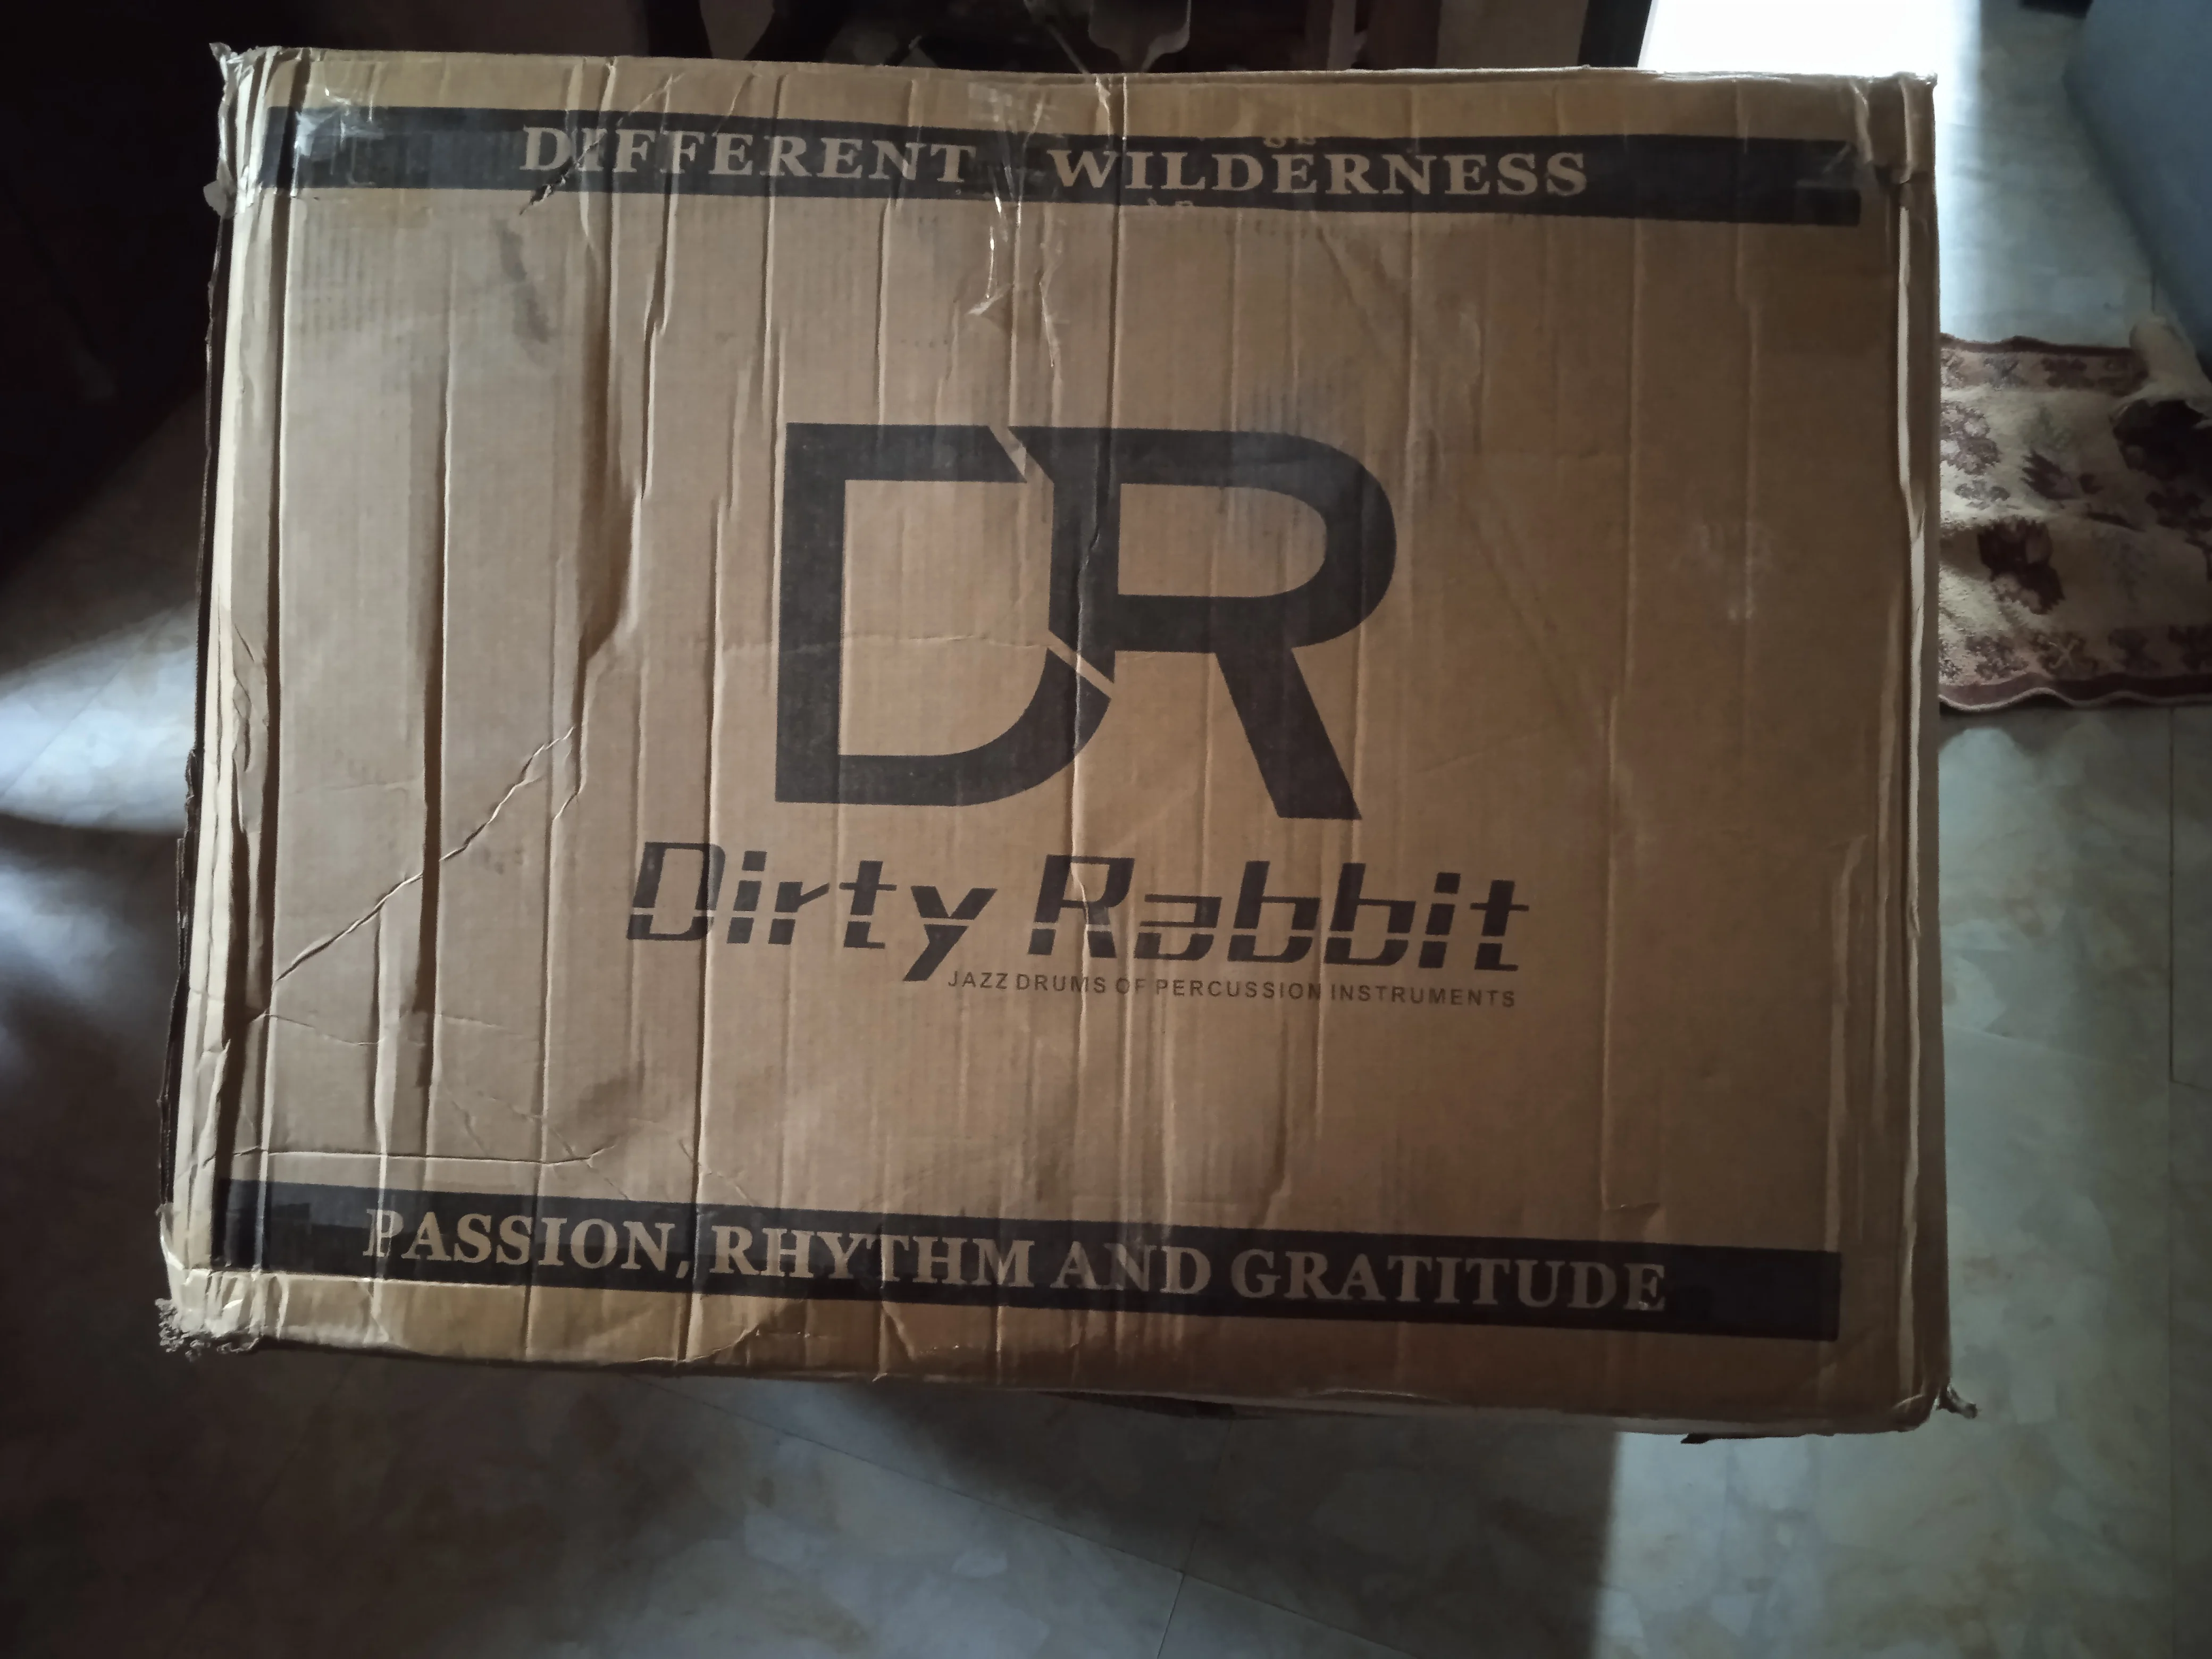 DIFFERENT WILDERNESS
DR
Dirty Rabbit
JAZZ DRUMS OF PERCUSSION INSTRUMENTS
PASSION, RHYTHM AND GRATITUDE